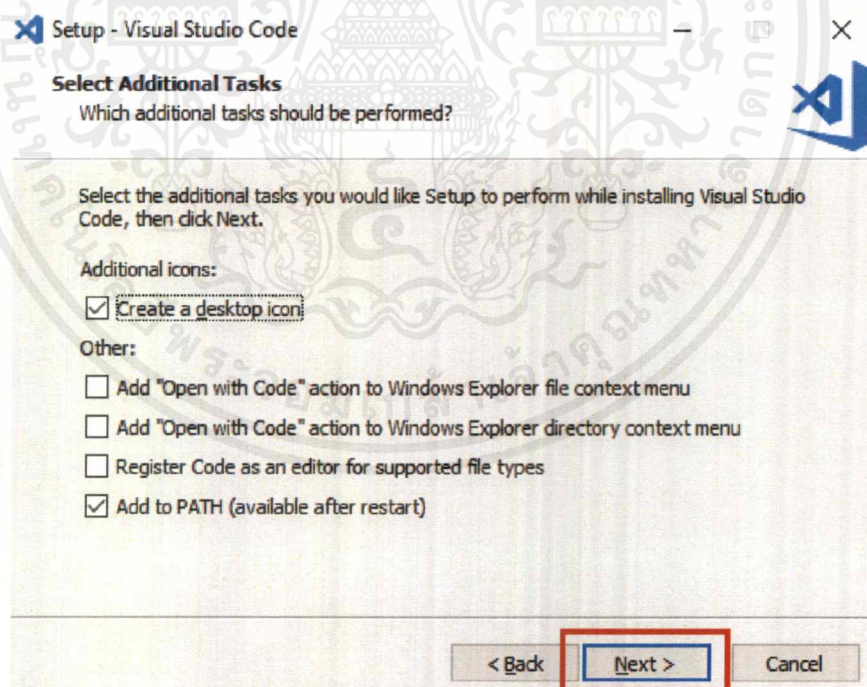 Setup - Visual Studio Code
Select Additional Tasks
Which additional tasks should be performed?
Select the additional tasks you would like Setup to perform while installing Visual Studio
Code, then click Next.
Additional icons:
Create a desktop icon
Other:
Add "Open with Code" action to Windows Explorer file context menu
Add "Open with Code" action to Windows Explorer directory context menu
Register Code as an editor for supported file types
Add to PATH (available after restart)
< Back
Next >
Cancel